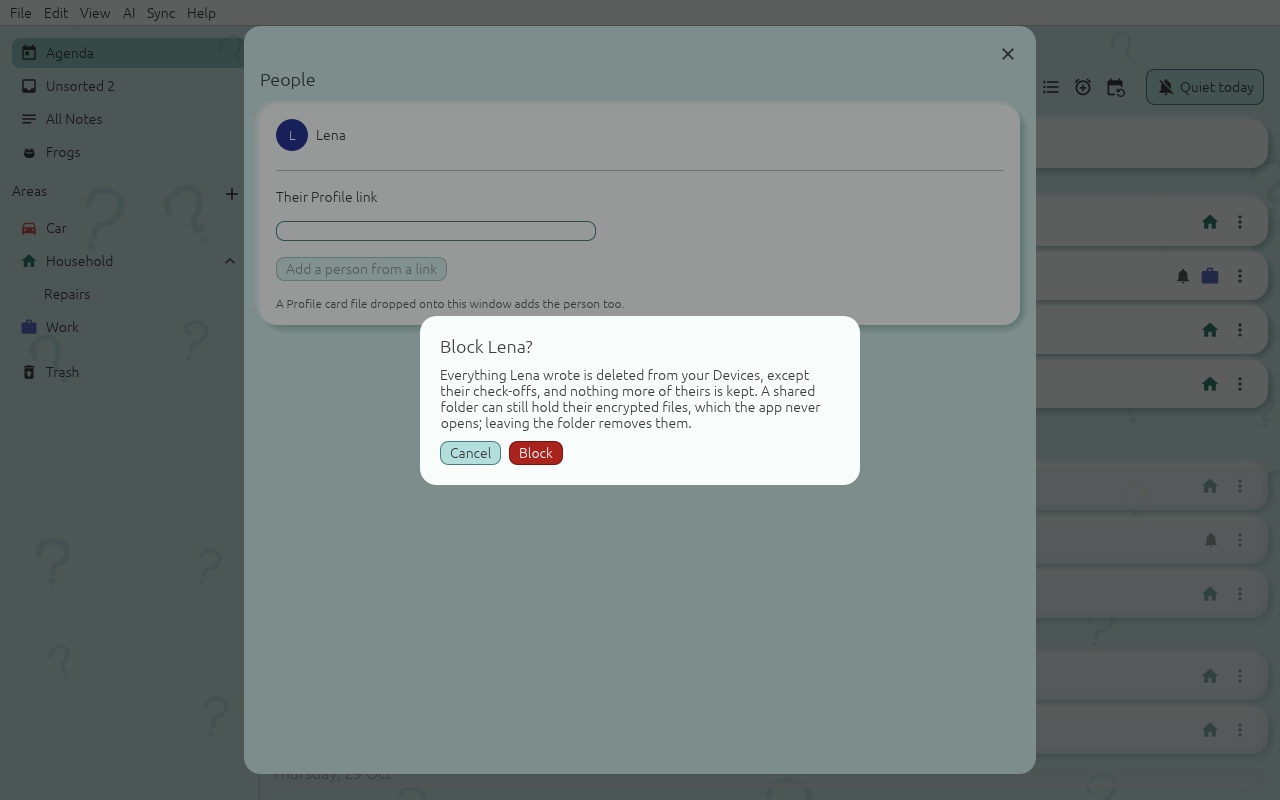 File Edit View AI Sync Help
Agenda
Unsorted 2
All Notes
Frogs
Areas
Car
Household
Repairs
Work
Trash
Quiet today
People
L Lena
Their Profile link
Add a person from a link
A Profile card file dropped onto this window adds the person too.
Block Lena?
Everything Lena wrote is deleted from your Devices, except
their check-offs, and nothing more of theirs is kept. A shared
folder can still hold their encrypted files, which the app never
opens; leaving the folder removes them.
Cancel Block
Thursday, 29 Oct